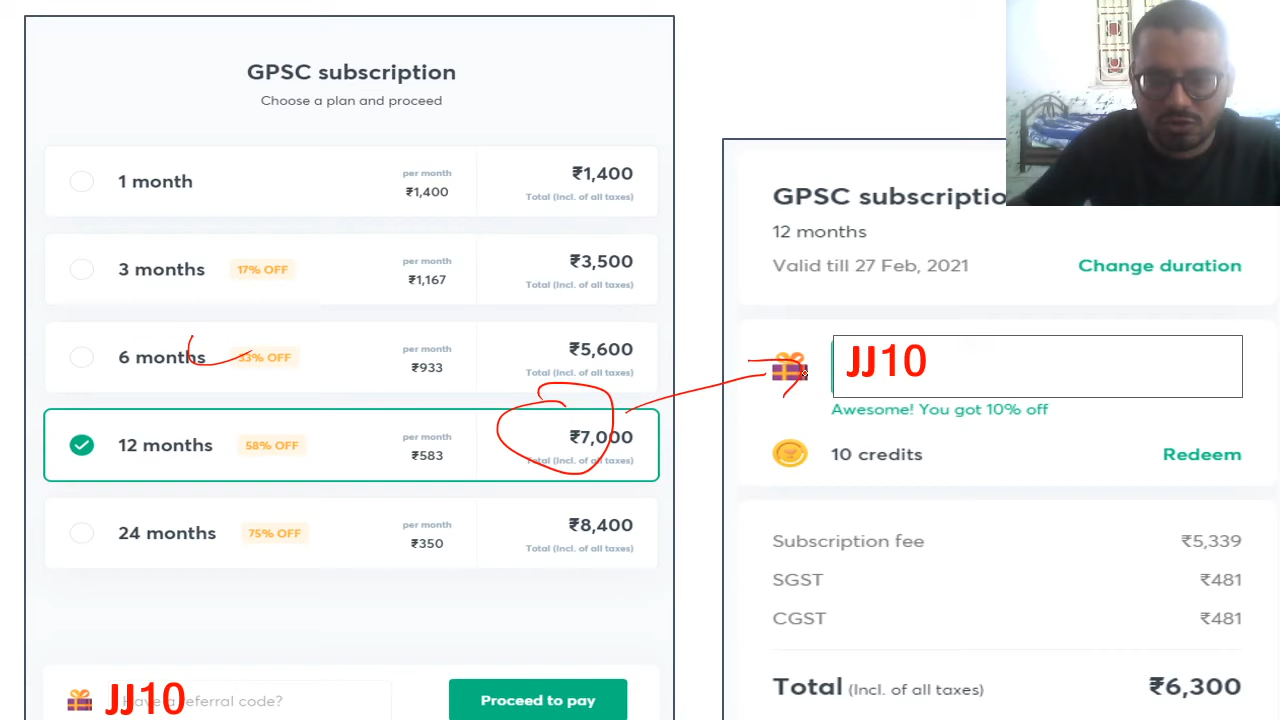 GPSC subscription
Choose a plan and proceed
1 month
per month
₹1,400
₹1,400
Total (Incl. of all taxes)
3 months
17% OFF
per month
₹1,167
₹3,500
Total (Incl. of all taxes)
6 months
33% OFF
per month
₹933
₹5,600
Total (Incl. of all taxes)
12 months
58% OFF
per month
₹583
₹7,000
Total (Incl. of all taxes)
24 months
75% OFF
per month
₹350
₹8,400
Total (Incl. of all taxes)
JJ10
Have a referral code?
Proceed to pay
GPSC subscriptio
12 months
Valid till 27 Feb, 2021
Change duration
JJ10
Awesome! You got 10% off
10 credits
Redeem
Subscription fee
₹5,339
SGST
₹481
CGST
₹481
Total (Incl. of all taxes)
₹6,300